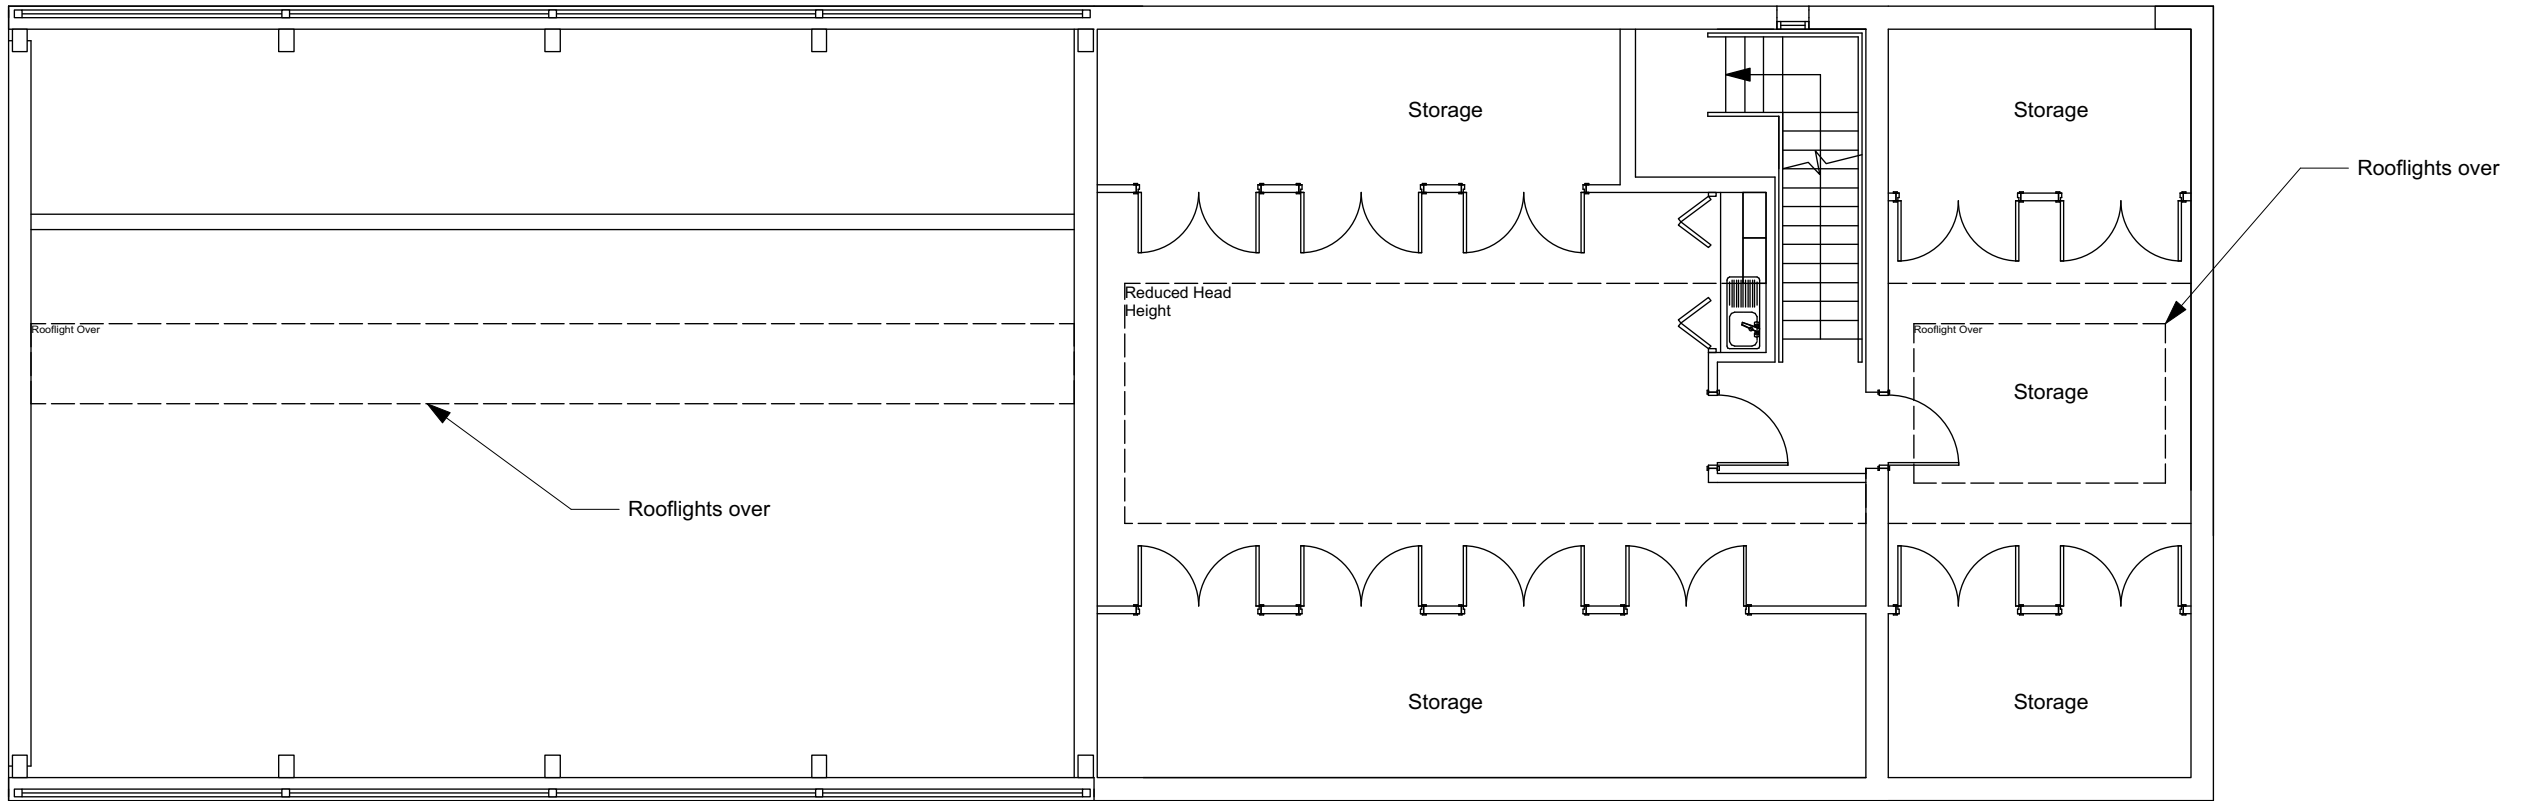 Storage
Storage
Rooflights over
Reduced Head
Height
Rooflight Over
Rooflight Over
Storage
Rooflights over
Storage
Storage